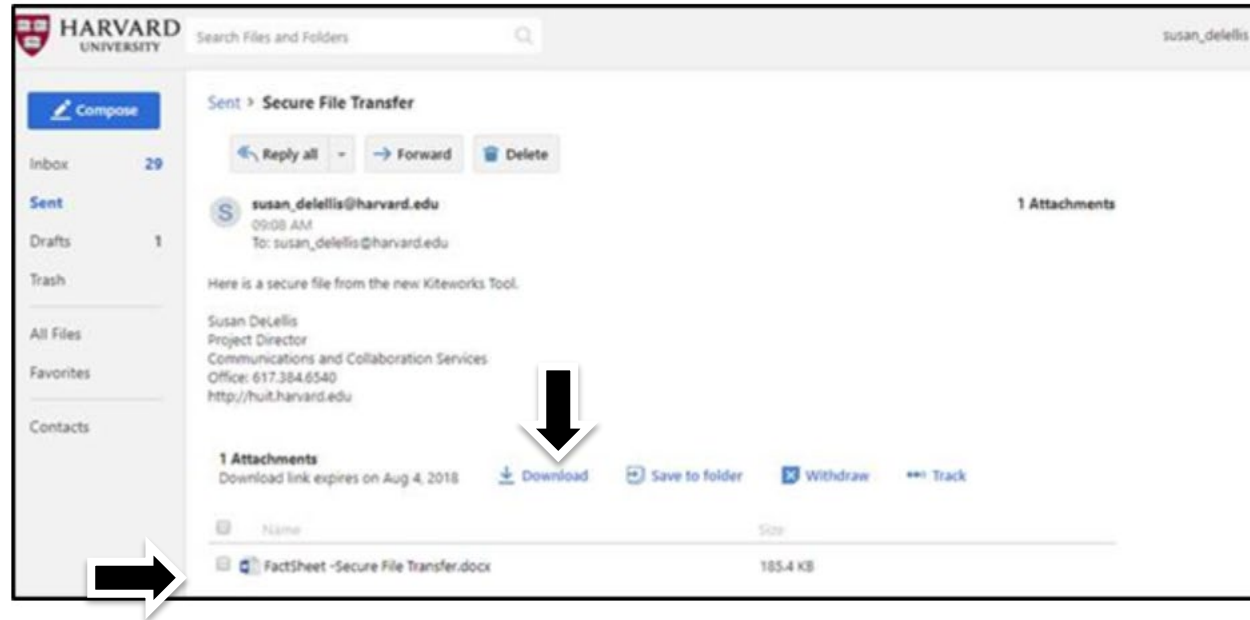 HARVARD
UNIVERSITY
Search Files and Folders
susan_delellis
Compose
Inbox 29
Sent
Drafts 1
Trash
All Files
Favorites
Contacts
Sent > Secure File Transfer
Reply all
Forward
Delete
S
susan_delellis@harvard.edu
09:08 AM
To: susan_delellis@harvard.edu
1 Attachments
Here is a secure file from the new Kiteworks Tool.
Susan DeLellis
Project Director
Communications and Collaboration Services
Office: 617.384.6540
http://huit.harvard.edu
1 Attachments
Download link expires on Aug 4, 2018
Download
Save to folder
Withdraw
Track
Name Size
FactSheet -Secure File Transfer.docx 185.4 KB